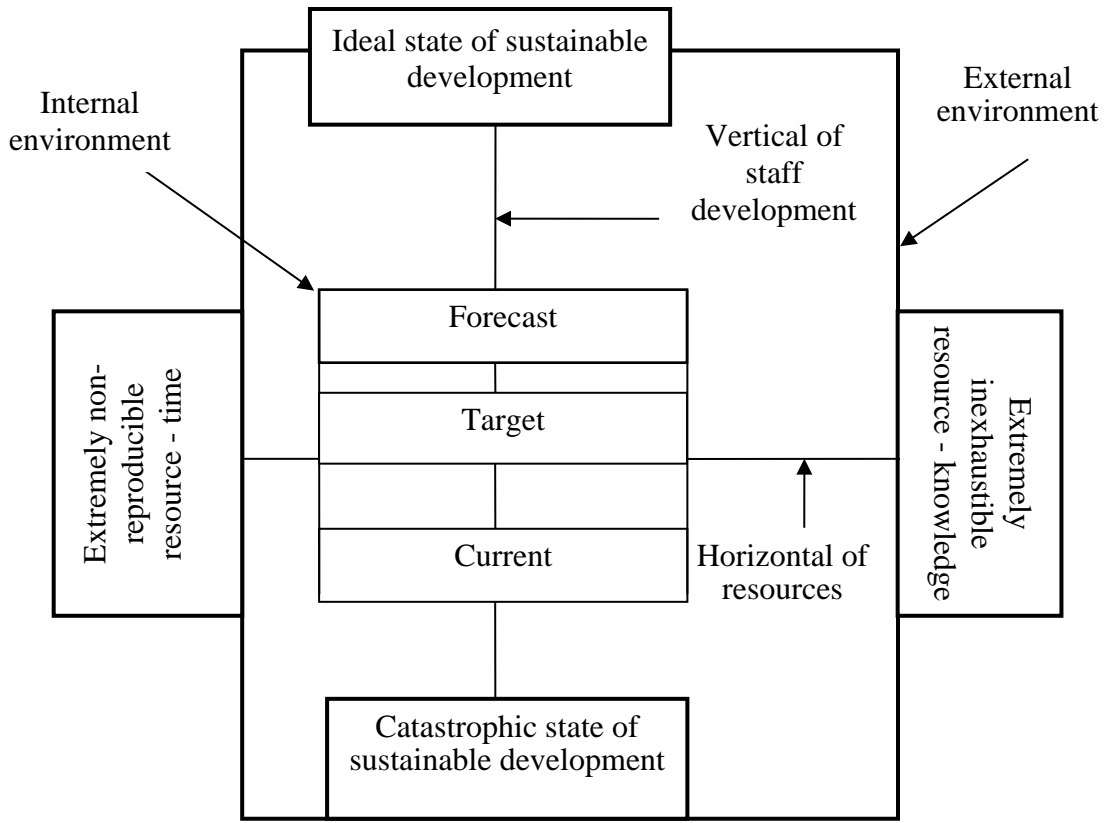 Ideal state of sustainable
development
Internal
environment
External
environment
Vertical of
staff
development
Forecast
Target
Current
Extremely non-
reproducible
resource - time
Extremely
inexhaustible
resource - knowledge
Horizontal of
resources
Catastrophic state of
sustainable development